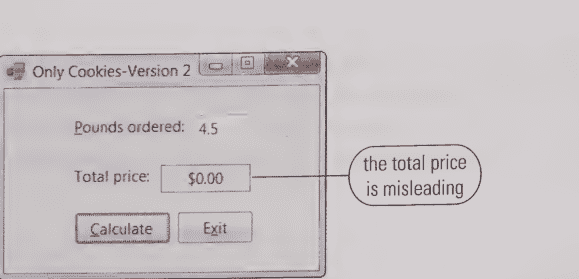 Only Cookies-Version 2
Pounds ordered: 4.5
Total price: $0.00
the total price
is misleading
Calculate Exit